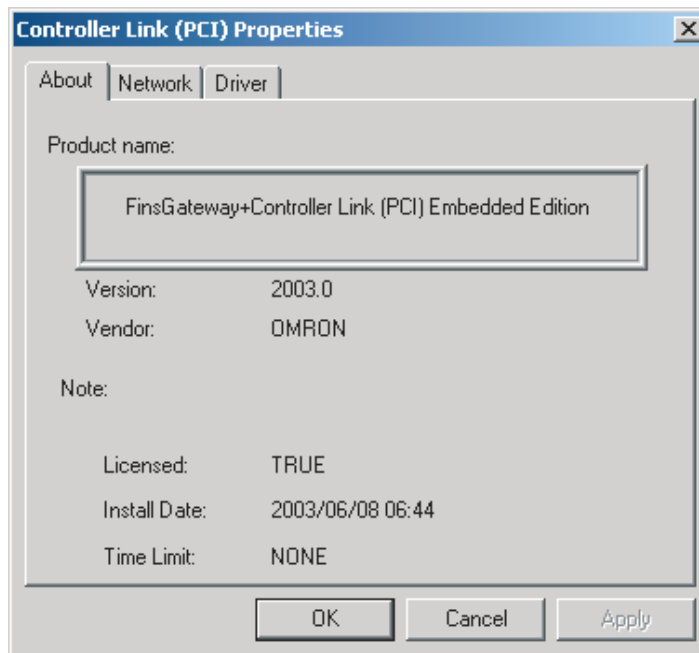 Controller Link (PCI) Properties
About Network Driver
Product name:
FinsGateway+Controller Link (PCI) Embedded Edition
Version: 2003.0
Vendor: OMRON
Note:
Licensed: TRUE
Install Date: 2003/06/08 06:44
Time Limit: NONE
OK Cancel Apply